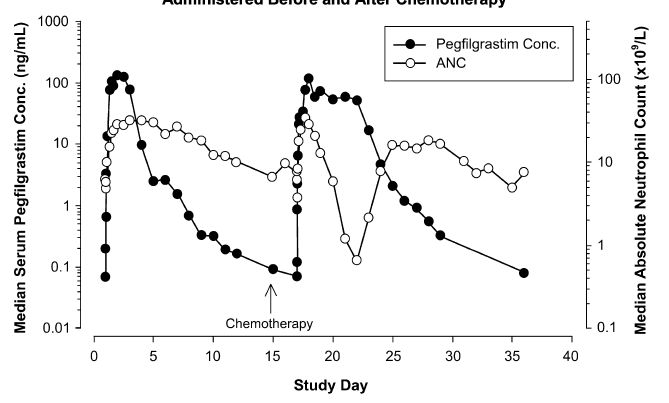 Administered Before and After Chemotherapy
Median Serum Pegfilgrastim Conc. (ng/mL)
1000
100
10
1
0.1
0.01
Pegfilgrastim Conc.
ANC
Chemotherapy
0 5 10 15 20 25 30 35 40
Study Day
100
10
1
0.1
Median Absolute Neutrophil Count (x10⁹/L)